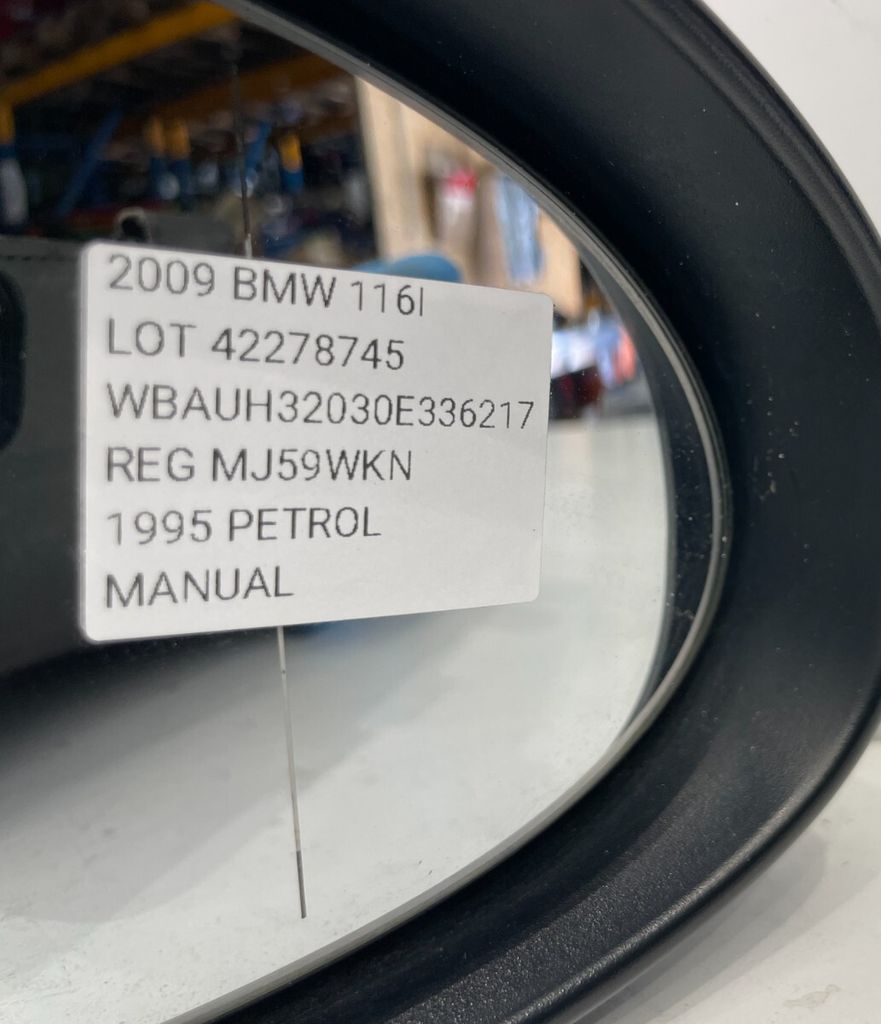 2009 BMW 116I
LOT 42278745
WBAUH32030E336217
REG MJ59WKN
1995 PETROL
MANUAL